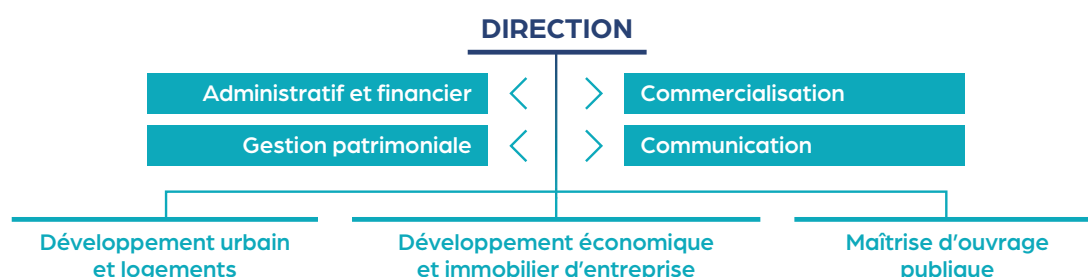 DIRECTION
Administratif et financier
Commercialisation
Gestion patrimoniale
Communication
Développement urbain
et logements
Développement économique
et immobilier d'entreprise
Maîtrise d'ouvrage
publique